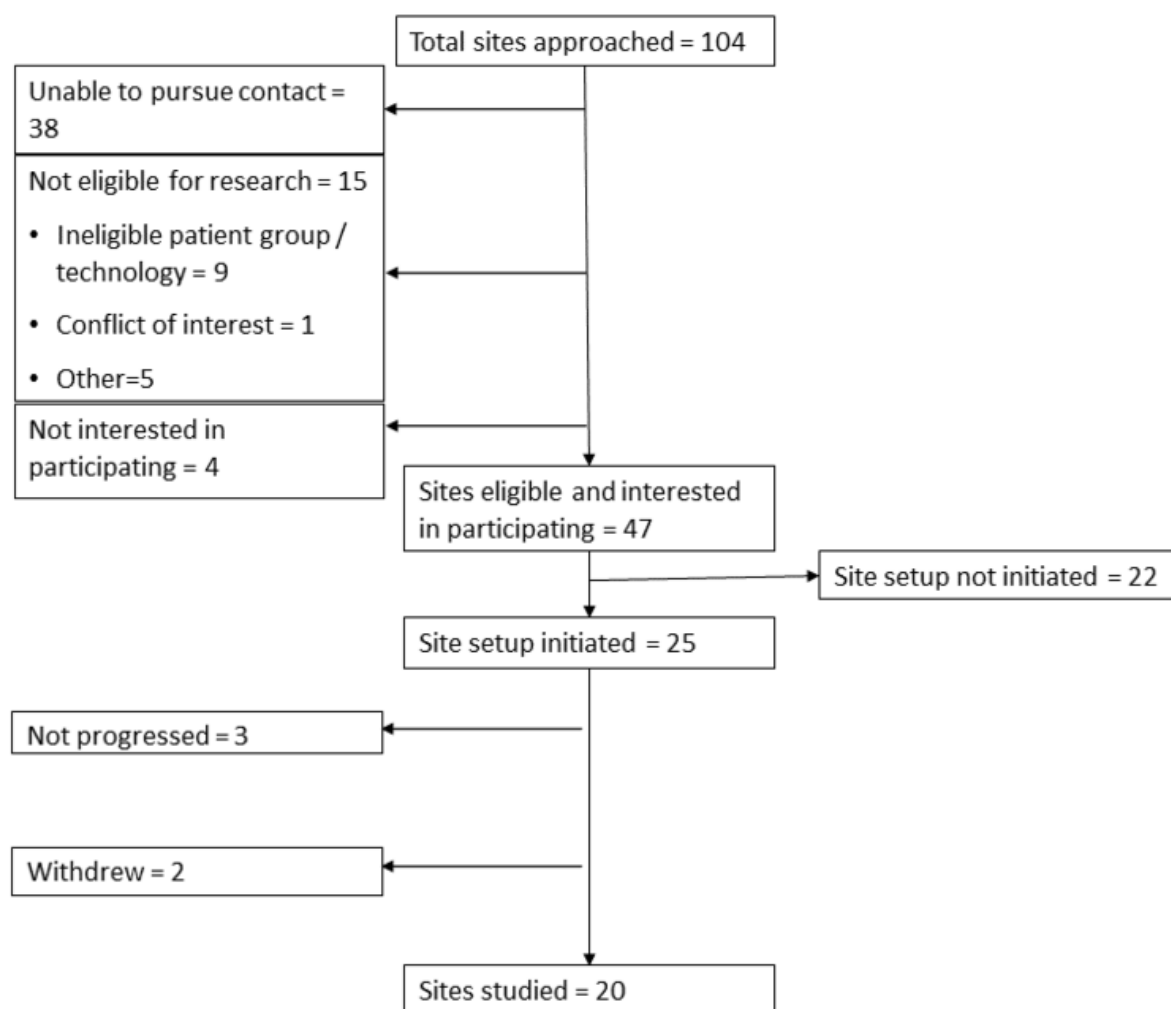 Total sites approached = 104
Unable to pursue contact =
38
Not eligible for research = 15
• Ineligible patient group /
technology = 9
• Conflict of interest = 1
• Other=5
Not interested in
participating = 4
Sites eligible and interested
in participating = 47
Site setup not initiated = 22
Site setup initiated = 25
Not progressed = 3
Withdrew = 2
Sites studied = 20